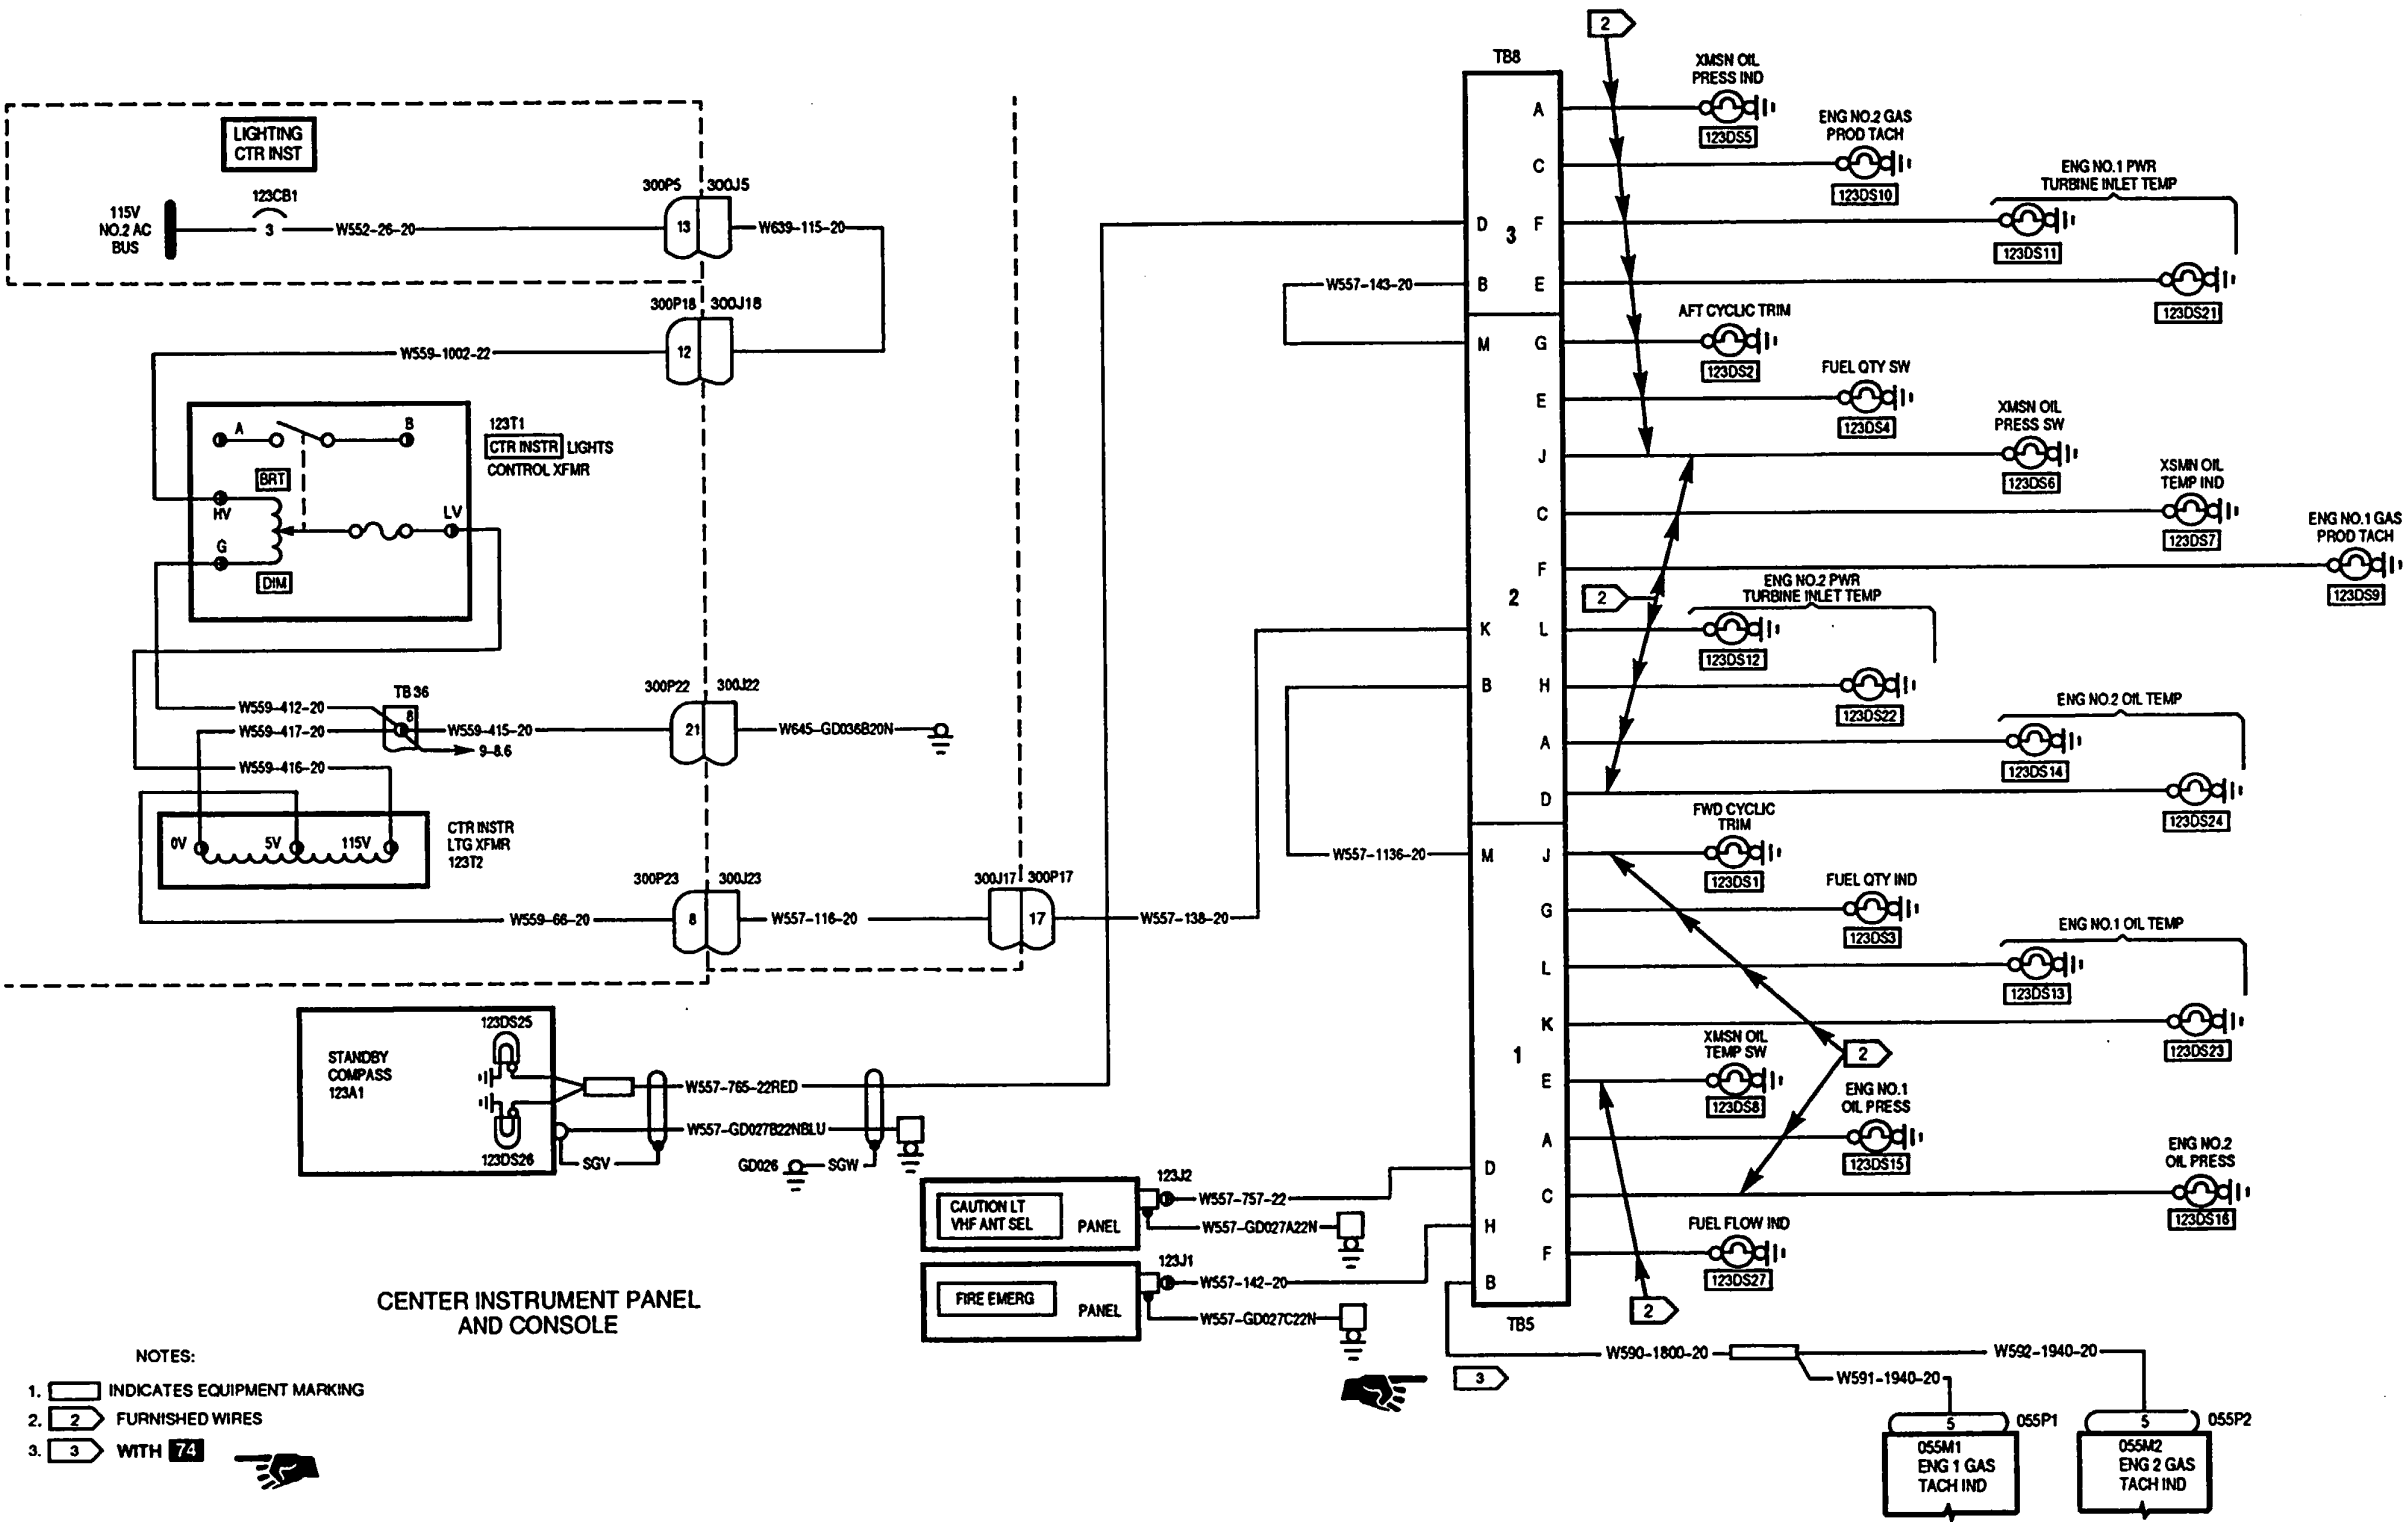 LIGHTING
CTR INST
123CB1
3
115V
NO.2 AC
BUS
W552-26-20
300P5
300J5
13
W639-115-20
300P18
300J18
12
W559-1002-22
A
B
BRT
HV
LV
G
DIM
123T1
CTR INSTR LIGHTS
CONTROL XFMR
TB 36
8
W559-412-20
W559-417-20
W559-415-20
9-8.6
W559-416-20
300P22
300J22
21
W645-GD036B20N
0V
5V
115V
CTR INSTR
LTG XFMR
123T2
300P23
300J23
8
W559-66-20
W557-116-20
300J17
300P17
17
W557-138-20
STANDBY
COMPASS
123A1
123DS25
123DS26
W557-765-22RED
W557-GD027B22NBLU
SGV
GD026
SGW
CAUTION LT
VHF ANT SEL
PANEL
123J2
W557-757-22
W557-GD027A22N
FIRE EMERG
PANEL
123J1
W557-142-20
W557-GD027C22N
TB8
2
3
D
B
W557-143-20
A
C
F
E
XMSN OIL
PRESS IND
123DS5
ENG NO.2 GAS
PROD TACH
123DS10
ENG NO.1 PWR
TURBINE INLET TEMP
123DS11
123DS21
2
M
K
B
G
E
J
C
F
L
H
A
D
AFT CYCLIC TRIM
123DS2
FUEL QTY SW
123DS4
XMSN OIL
PRESS SW
123DS6
XSMN OIL
TEMP IND
123DS7
ENG NO.1 GAS
PROD TACH
123DS9
2
ENG NO.2 PWR
TURBINE INLET TEMP
123DS12
123DS22
ENG NO.2 OIL TEMP
123DS14
123DS24
W557-1136-20
1
M
D
H
B
J
G
L
K
E
A
C
F
FWD CYCLIC
TRIM
123DS1
FUEL QTY IND
123DS3
ENG NO.1 OIL TEMP
123DS13
123DS23
2
XMSN OIL
TEMP SW
123DS8
ENG NO.1
OIL PRESS
123DS15
ENG NO.2
OIL PRESS
123DS16
FUEL FLOW IND
123DS27
2
TB5
W590-1800-20
W592-1940-20
W591-1940-20
3
5
055P1
055M1
ENG 1 GAS
TACH IND
5
055P2
055M2
ENG 2 GAS
TACH IND
CENTER INSTRUMENT PANEL
AND CONSOLE
NOTES:
1. INDICATES EQUIPMENT MARKING
2. 2 FURNISHED WIRES
3. 3 WITH 74